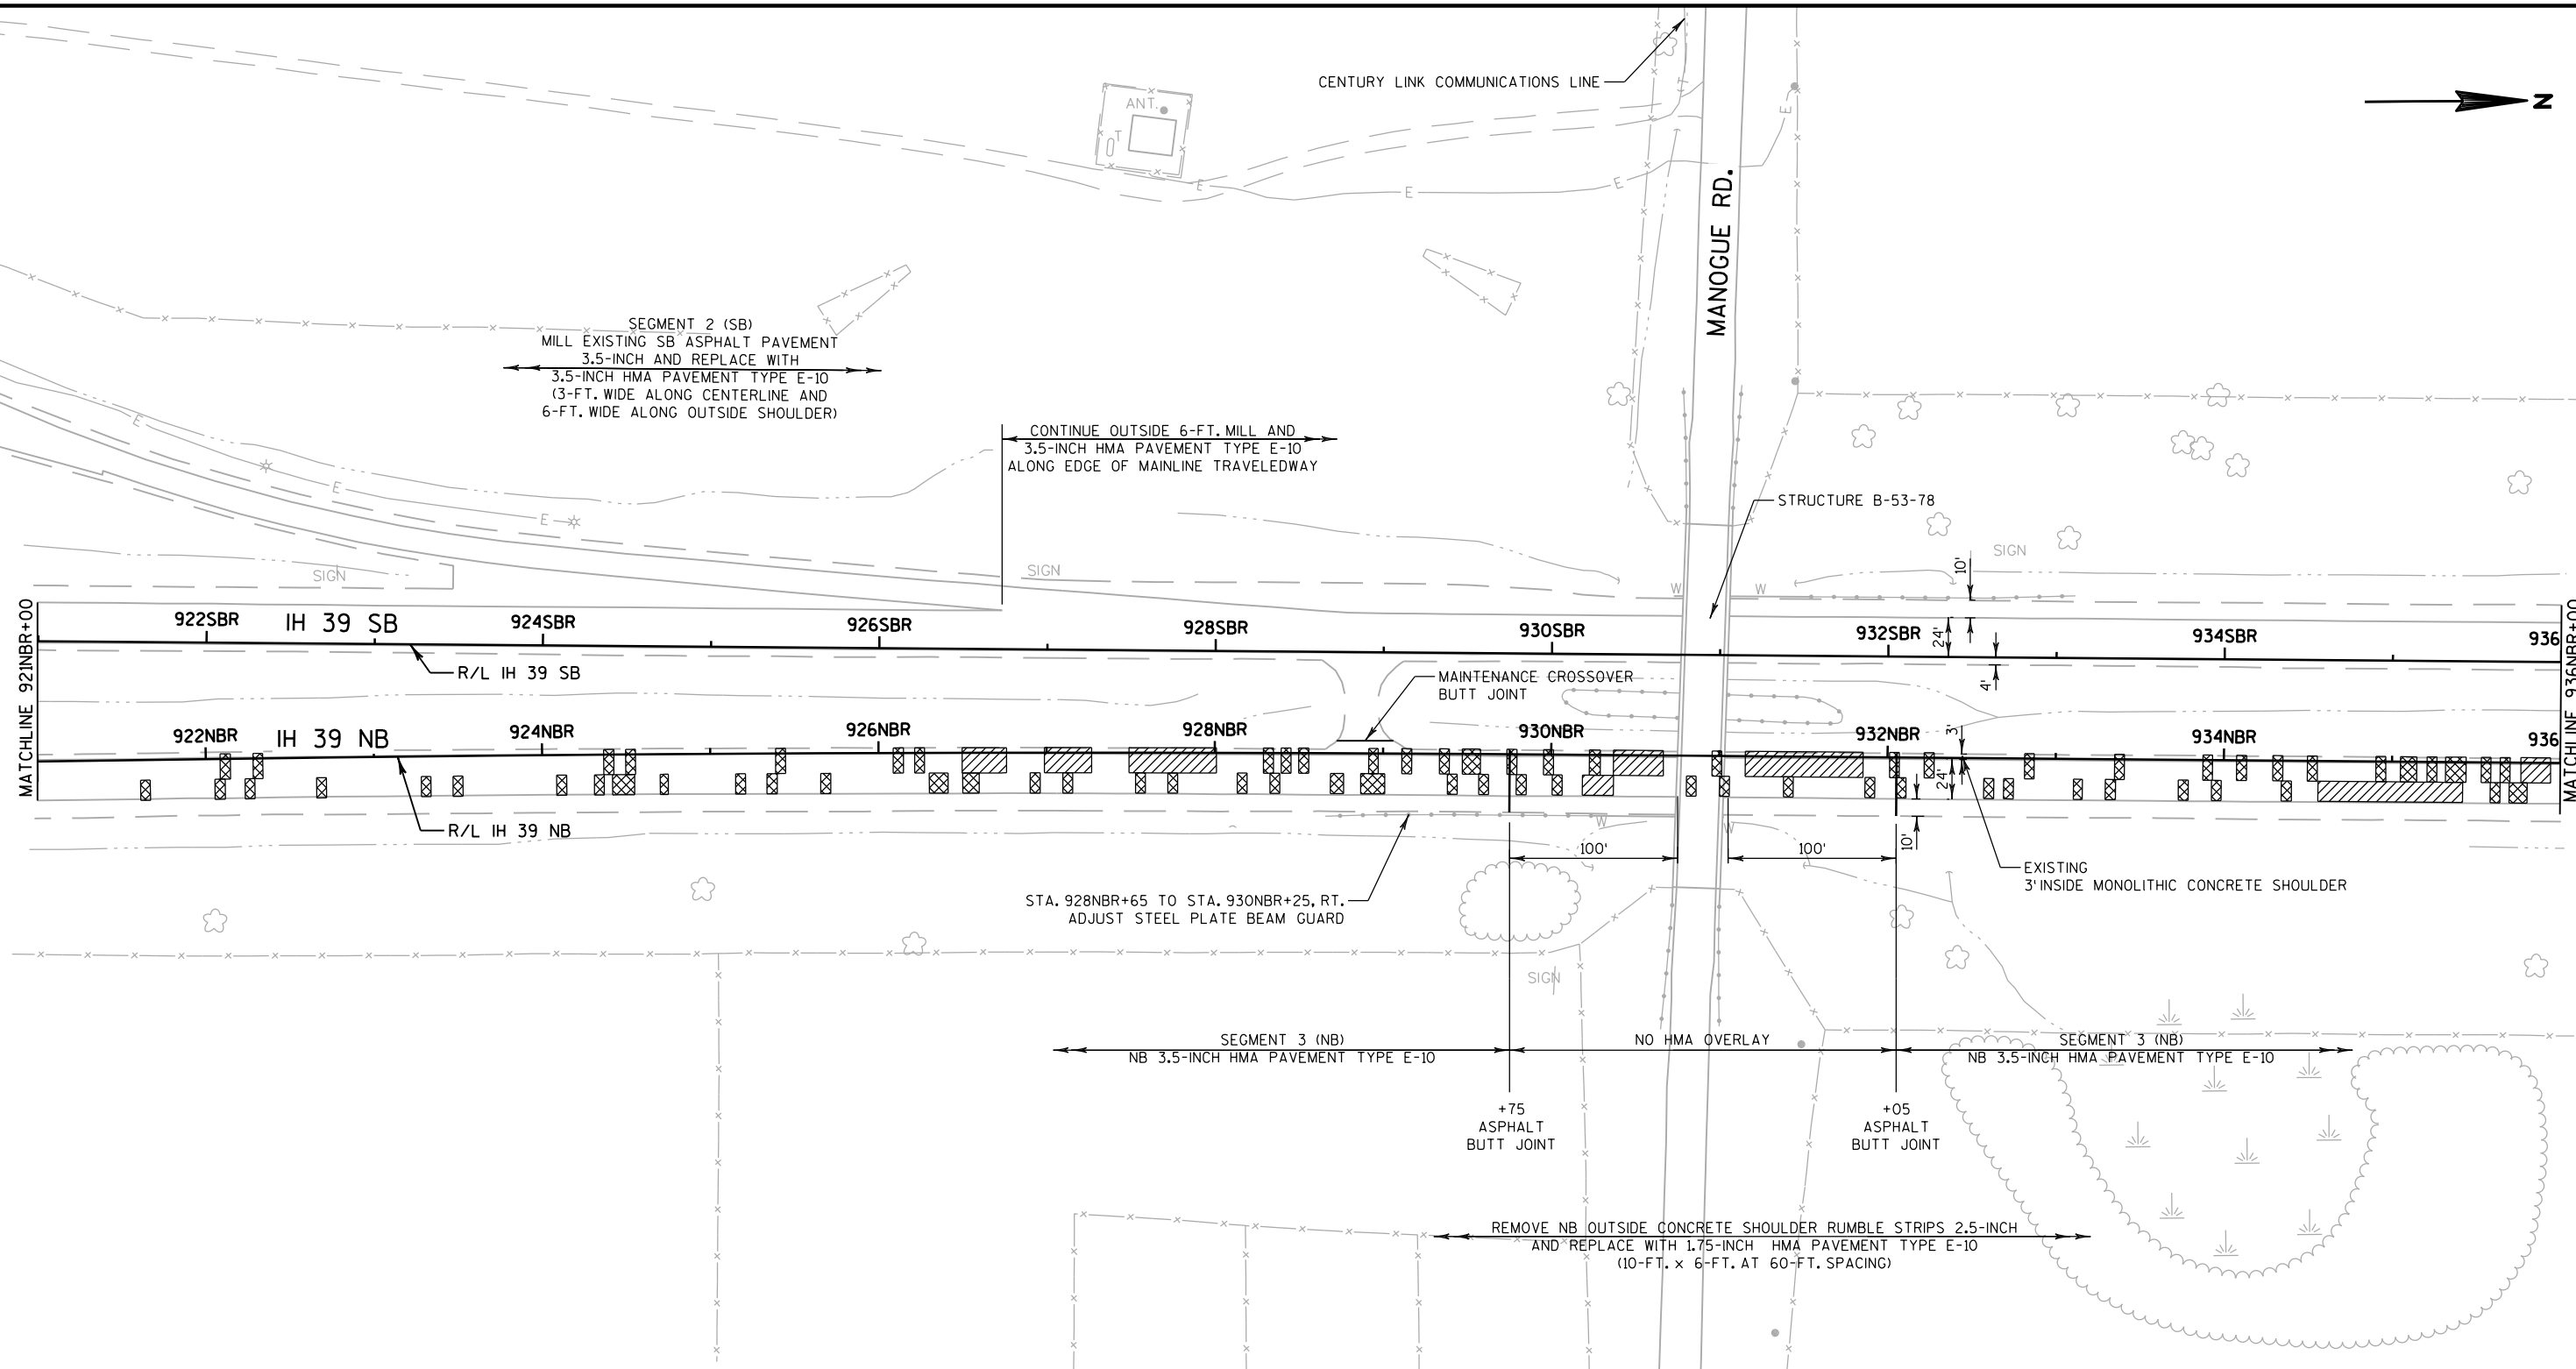 CENTURY LINK COMMUNICATIONS LINE
N
ANT.
T
E
E
E
E
MANOGUE RD.
SEGMENT 2 (SB)
MILL EXISTING SB ASPHALT PAVEMENT
3.5-INCH AND REPLACE WITH
3.5-INCH HMA PAVEMENT TYPE E-10
(3-FT. WIDE ALONG CENTERLINE AND
6-FT. WIDE ALONG OUTSIDE SHOULDER)
CONTINUE OUTSIDE 6-FT. MILL AND
3.5-INCH HMA PAVEMENT TYPE E-10
ALONG EDGE OF MAINLINE TRAVELEDWAY
E
E
E
STRUCTURE B-53-78
SIGN
SIGN
SIGN
W
W
10'
24'
4'
MATCHLINE 921NBR+00
MATCHLINE 936NBR+00
922SBR
IH 39 SB
924SBR
926SBR
928SBR
930SBR
932SBR
934SBR
936
R/L IH 39 SB
MAINTENANCE CROSSOVER
BUTT JOINT
922NBR
IH 39 NB
924NBR
926NBR
928NBR
930NBR
932NBR
934NBR
936
3'
24'
10'
R/L IH 39 NB
W
W
100'
100'
EXISTING
3' INSIDE MONOLITHIC CONCRETE SHOULDER
STA. 928NBR+65 TO STA. 930NBR+25, RT.
ADJUST STEEL PLATE BEAM GUARD
SIGN
SEGMENT 3 (NB)
NB 3.5-INCH HMA PAVEMENT TYPE E-10
NO HMA OVERLAY
SEGMENT 3 (NB)
NB 3.5-INCH HMA PAVEMENT TYPE E-10
+75
ASPHALT
BUTT JOINT
+05
ASPHALT
BUTT JOINT
REMOVE NB OUTSIDE CONCRETE SHOULDER RUMBLE STRIPS 2.5-INCH
AND REPLACE WITH 1.75-INCH HMA PAVEMENT TYPE E-10
(10-FT. x 6-FT. AT 60-FT. SPACING)